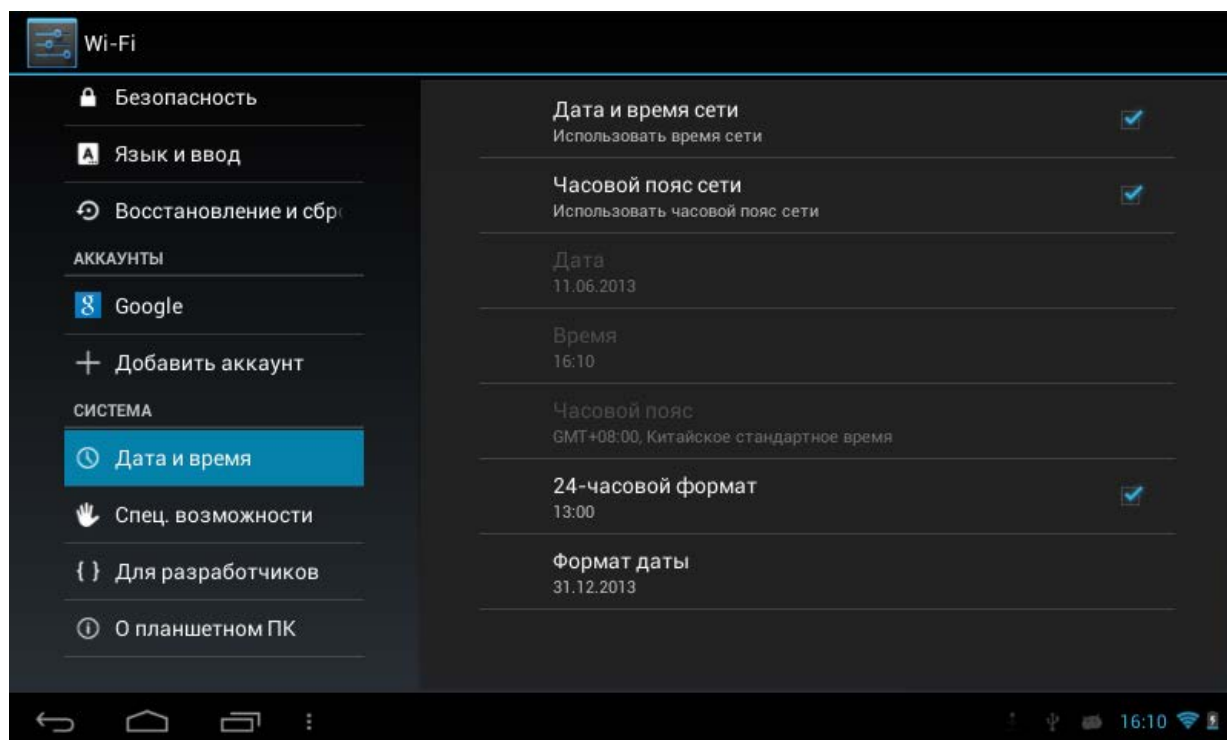 Wi-Fi
Безопасность
Язык и ввод
Восстановление и сбр
АККАУНТЫ
Google
Добавить аккаунт
СИСТЕМА
Дата и время
Спец. возможности
Для разработчиков
О планшетном ПК
Дата и время сети
Использовать время сети
Часовой пояс сети
Использовать часовой пояс сети
Дата
11.06.2013
Время
16:10
Часовой пояс
GMT+08:00, Китайское стандартное время
24-часовой формат
13:00
Формат даты
31.12.2013
16:10